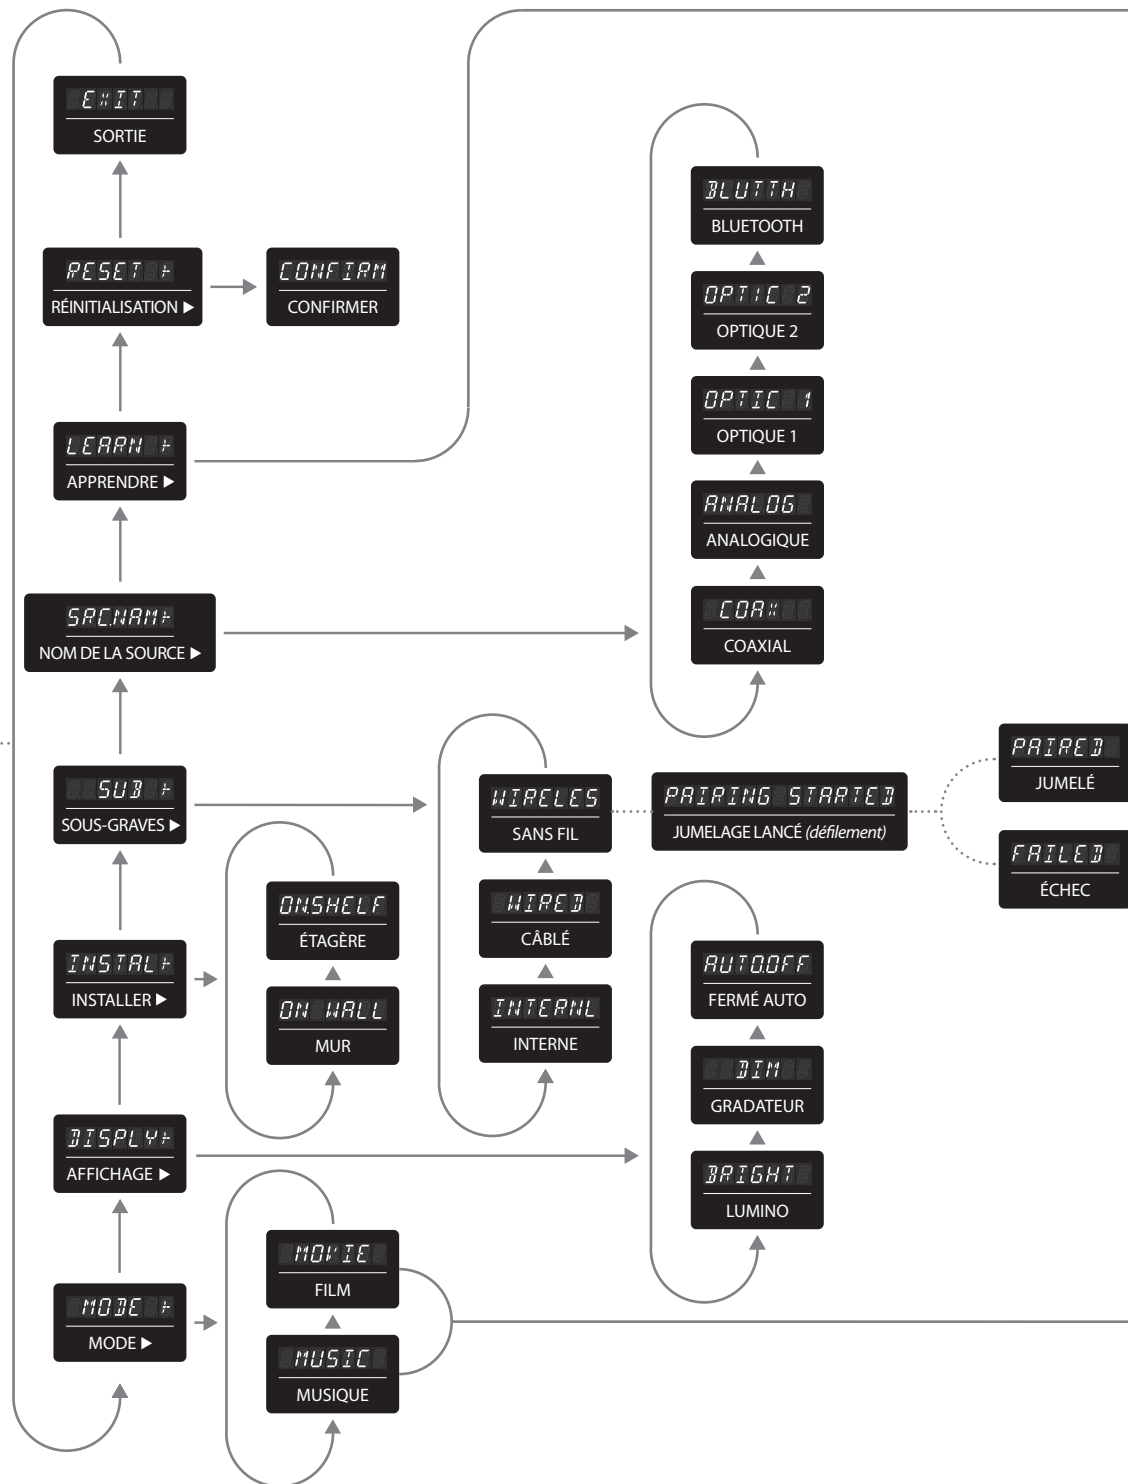 EXIT
SORTIE
RESET
RÉINITIALISATION ▶
CONFIRM
CONFIRMER
LEARN
APPRENDRE ▶
SRC.NAM
NOM DE LA SOURCE ▶
BLUTTH
BLUETOOTH
OPTIC 2
OPTIQUE 2
OPTIC 1
OPTIQUE 1
ANALOG
ANALOGIQUE
COAX
COAXIAL
SUB
SOUS-GRAVES ▶
WIRELES
SANS FIL
PAIRING STARTED
JUMELAGE LANCÉ (défilement)
PAIRED
JUMELÉ
FAILED
ÉCHEC
WIRED
CÂBLÉ
INTERNL
INTERNE
INSTAL
INSTALLER ▶
ON.SHELF
ÉTAGÈRE
ON WALL
MUR
DISPLY
AFFICHAGE ▶
AUTO.OFF
FERMÉ AUTO
DIM
GRADATEUR
BRIGHT
LUMINO
MODE
MODE ▶
MOVIE
FILM
MUSIC
MUSIQUE